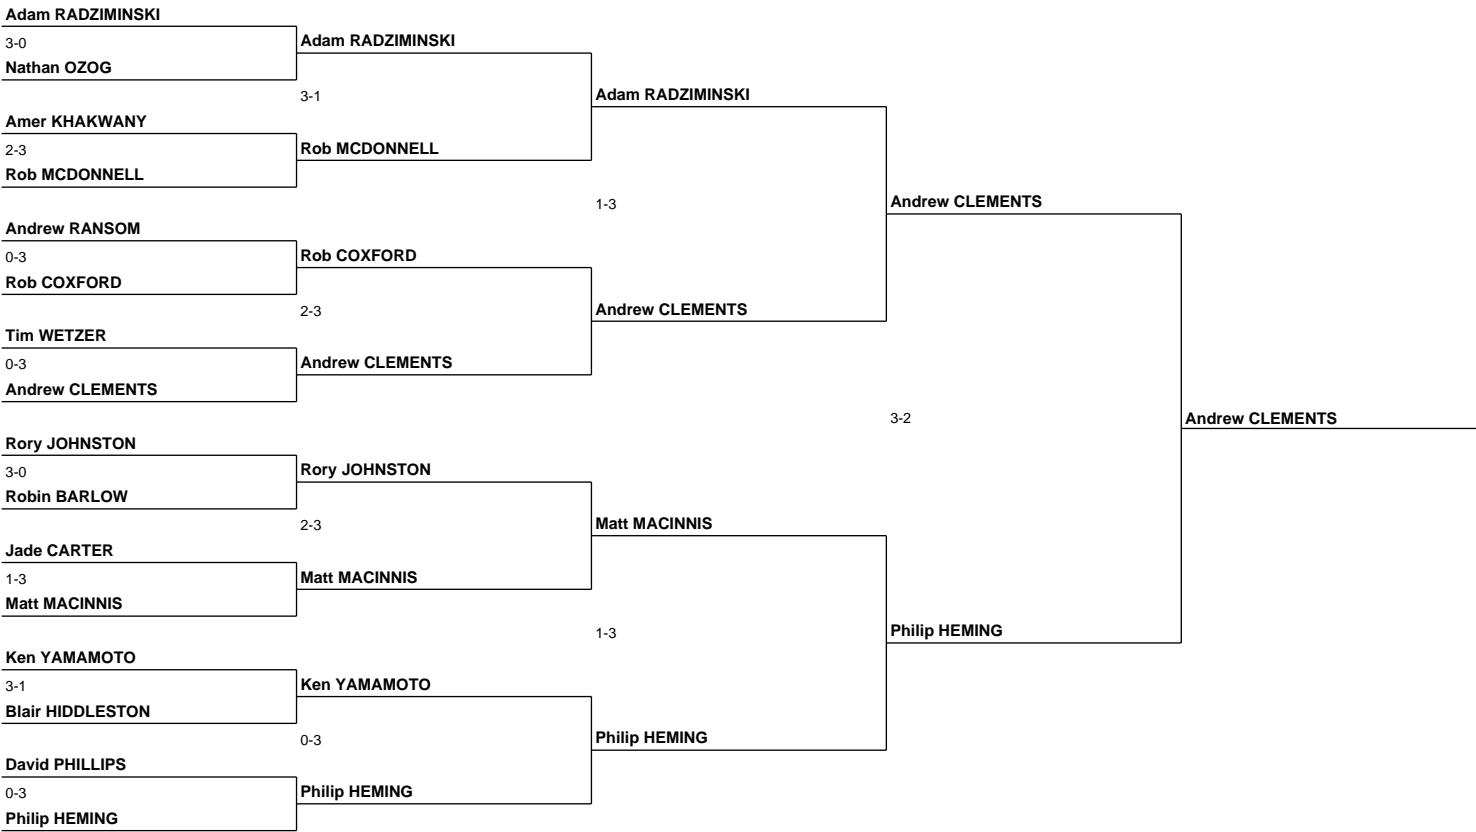 Adam RADZIMINSKI
3-0
Nathan OZOG
Amer KHAKWANY
2-3
Rob MCDONNELL
Andrew RANSOM
0-3
Rob COXFORD
Tim WETZER
0-3
Andrew CLEMENTS
Rory JOHNSTON
3-0
Robin BARLOW
Jade CARTER
1-3
Matt MACINNIS
Ken YAMAMOTO
3-1
Blair HIDDLESTON
David PHILLIPS
0-3
Philip HEMING
Adam RADZIMINSKI
3-1
Rob MCDONNELL
Rob COXFORD
2-3
Andrew CLEMENTS
Rory JOHNSTON
2-3
Matt MACINNIS
Ken YAMAMOTO
0-3
Philip HEMING
Adam RADZIMINSKI
1-3
Andrew CLEMENTS
Matt MACINNIS
1-3
Philip HEMING
Andrew CLEMENTS
3-2
Philip HEMING
Andrew CLEMENTS